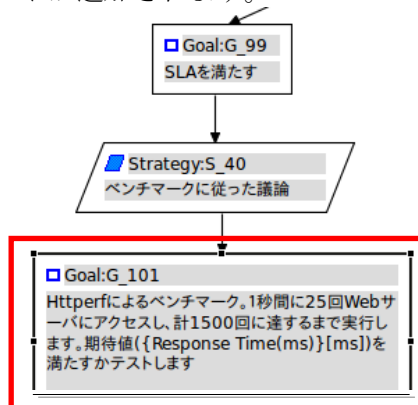 Goal:G_99
SLAを満たす
Strategy:S_40
ベンチマークに従った議論
Goal:G_101
Httperfによるベンチマーク。1秒間に25回Webサ
ーバにアクセスし、計1500回に達するまで実行し
ます。期待値({Response Time(ms)}[ms])を
満たすかテストします